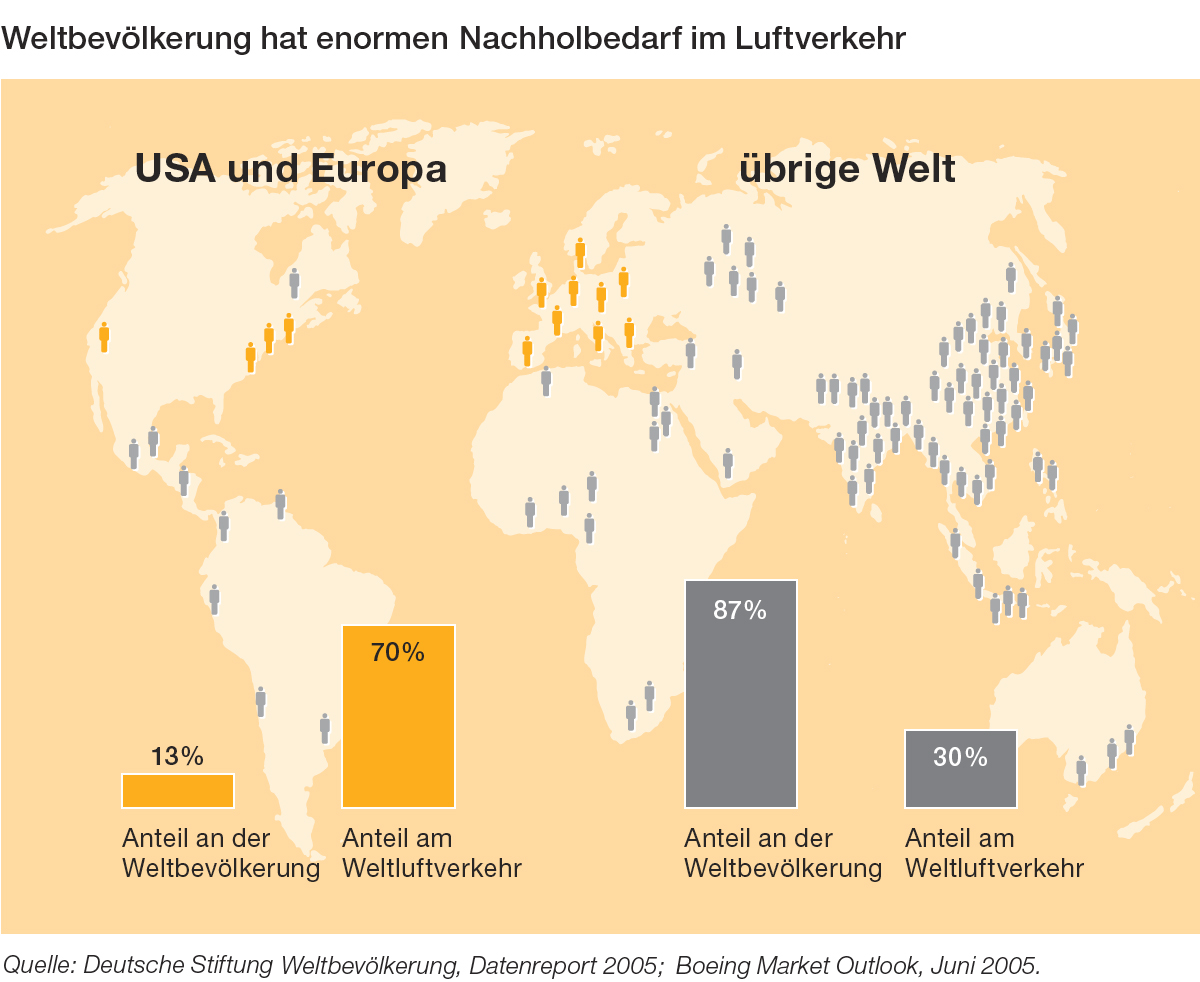 Weltbevölkerung hat enormen Nachholbedarf im Luftverkehr
USA und Europa
übrige Welt
13%
Anteil an der
Weltbevölkerung
70%
Anteil am
Weltluftverkehr
87%
Anteil an der
Weltbevölkerung
30%
Anteil am
Weltluftverkehr
Quelle: Deutsche Stiftung Weltbevölkerung, Datenreport 2005; Boeing Market Outlook, Juni 2005.